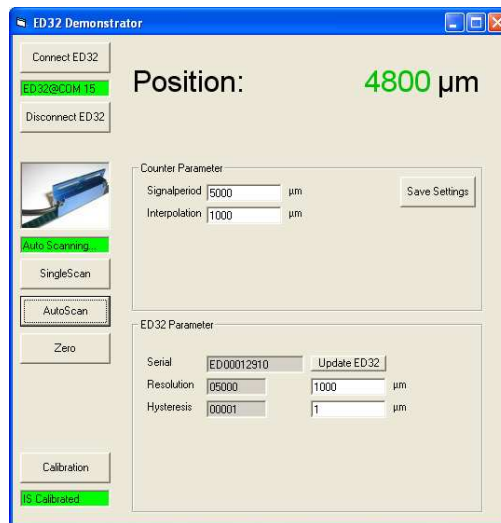 ED32 Demonstrator
Connect ED32
ED32@COM 15
Disconnect ED32
Position: 4800 µm
Counter Parameter
Signalperiod 5000 µm
Save Settings
Interpolation 1000 µm
Auto Scanning...
SingleScan
AutoScan
Zero
ED32 Parameter
Serial ED00012910 Update ED32
Resolution 05000 1000 µm
Hysteresis 00001 1 µm
Calibration
IS Calibrated